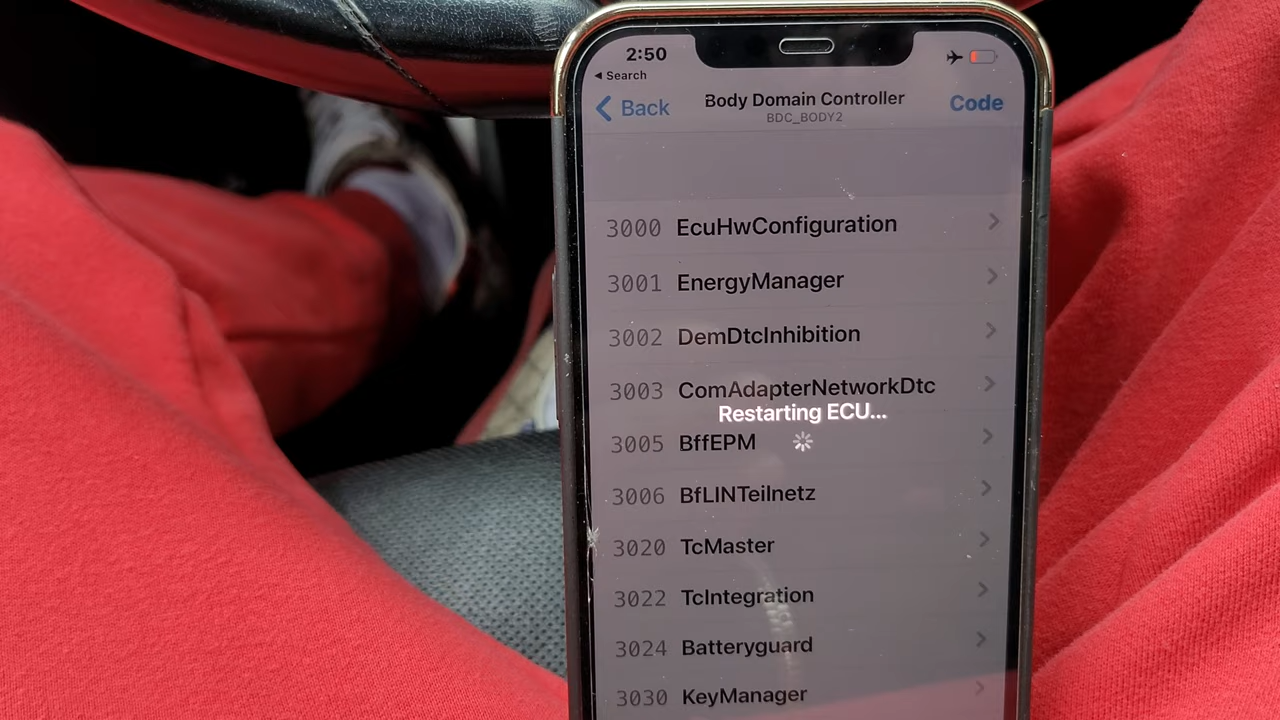 2:50
Search
Back
Body Domain Controller
Code
BDC_BODY2
3000 EcuHwConfiguration
3001 EnergyManager
3002 DemDtcInhibition
3003 ComAdapterNetworkDtc
Restarting ECU...
3005 BffEPM
3006 BfLINTeilnetz
3020 TcMaster
3022 TcIntegration
3024 Batteryguard
3030 KeyManager